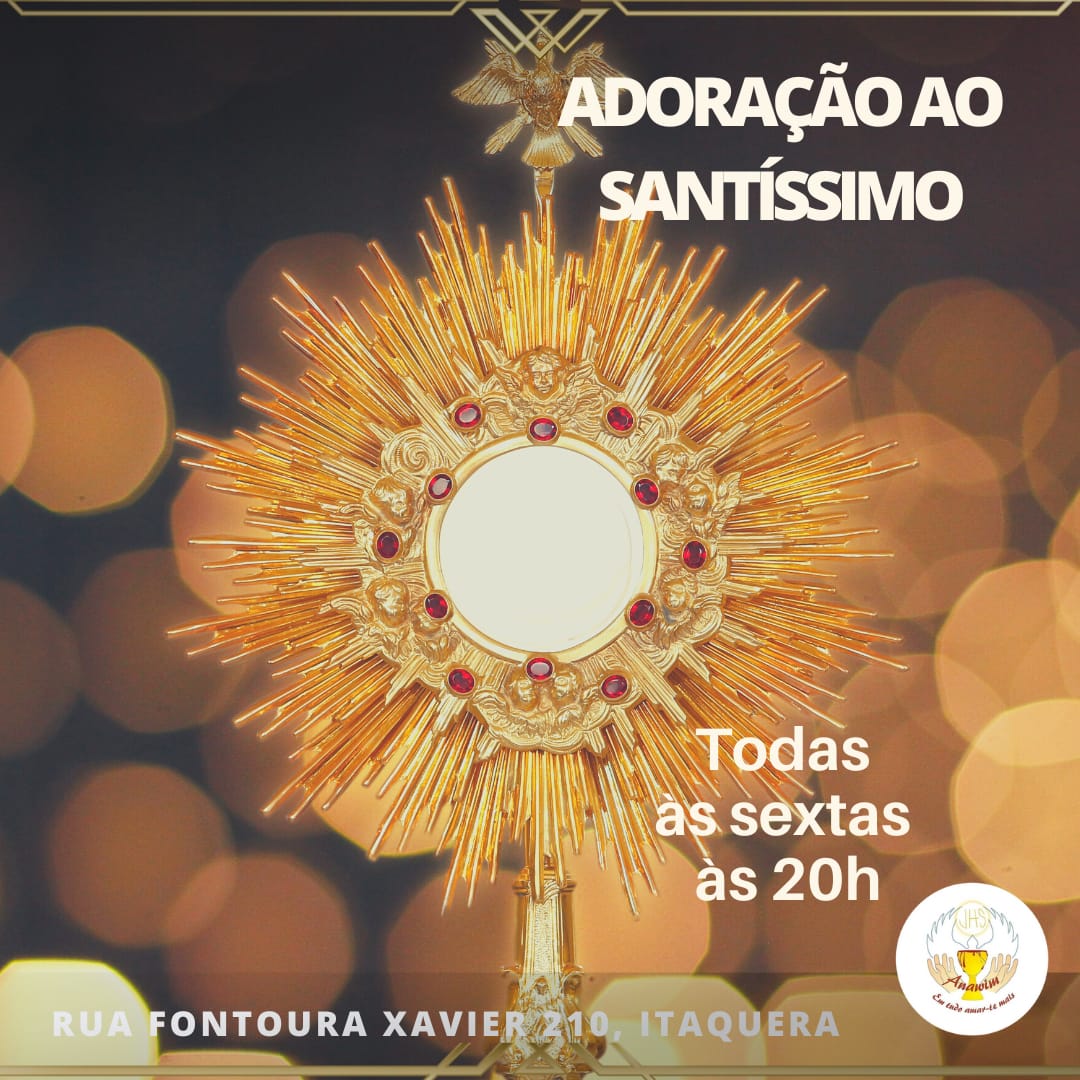 ADORAÇÃO AO
SANTÍSSIMO
Todas
às sextas
às 20h
JHS
Anawim
Em tudo amar-te mais
RUA FONTOURA XAVIER 210, ITAQUERA